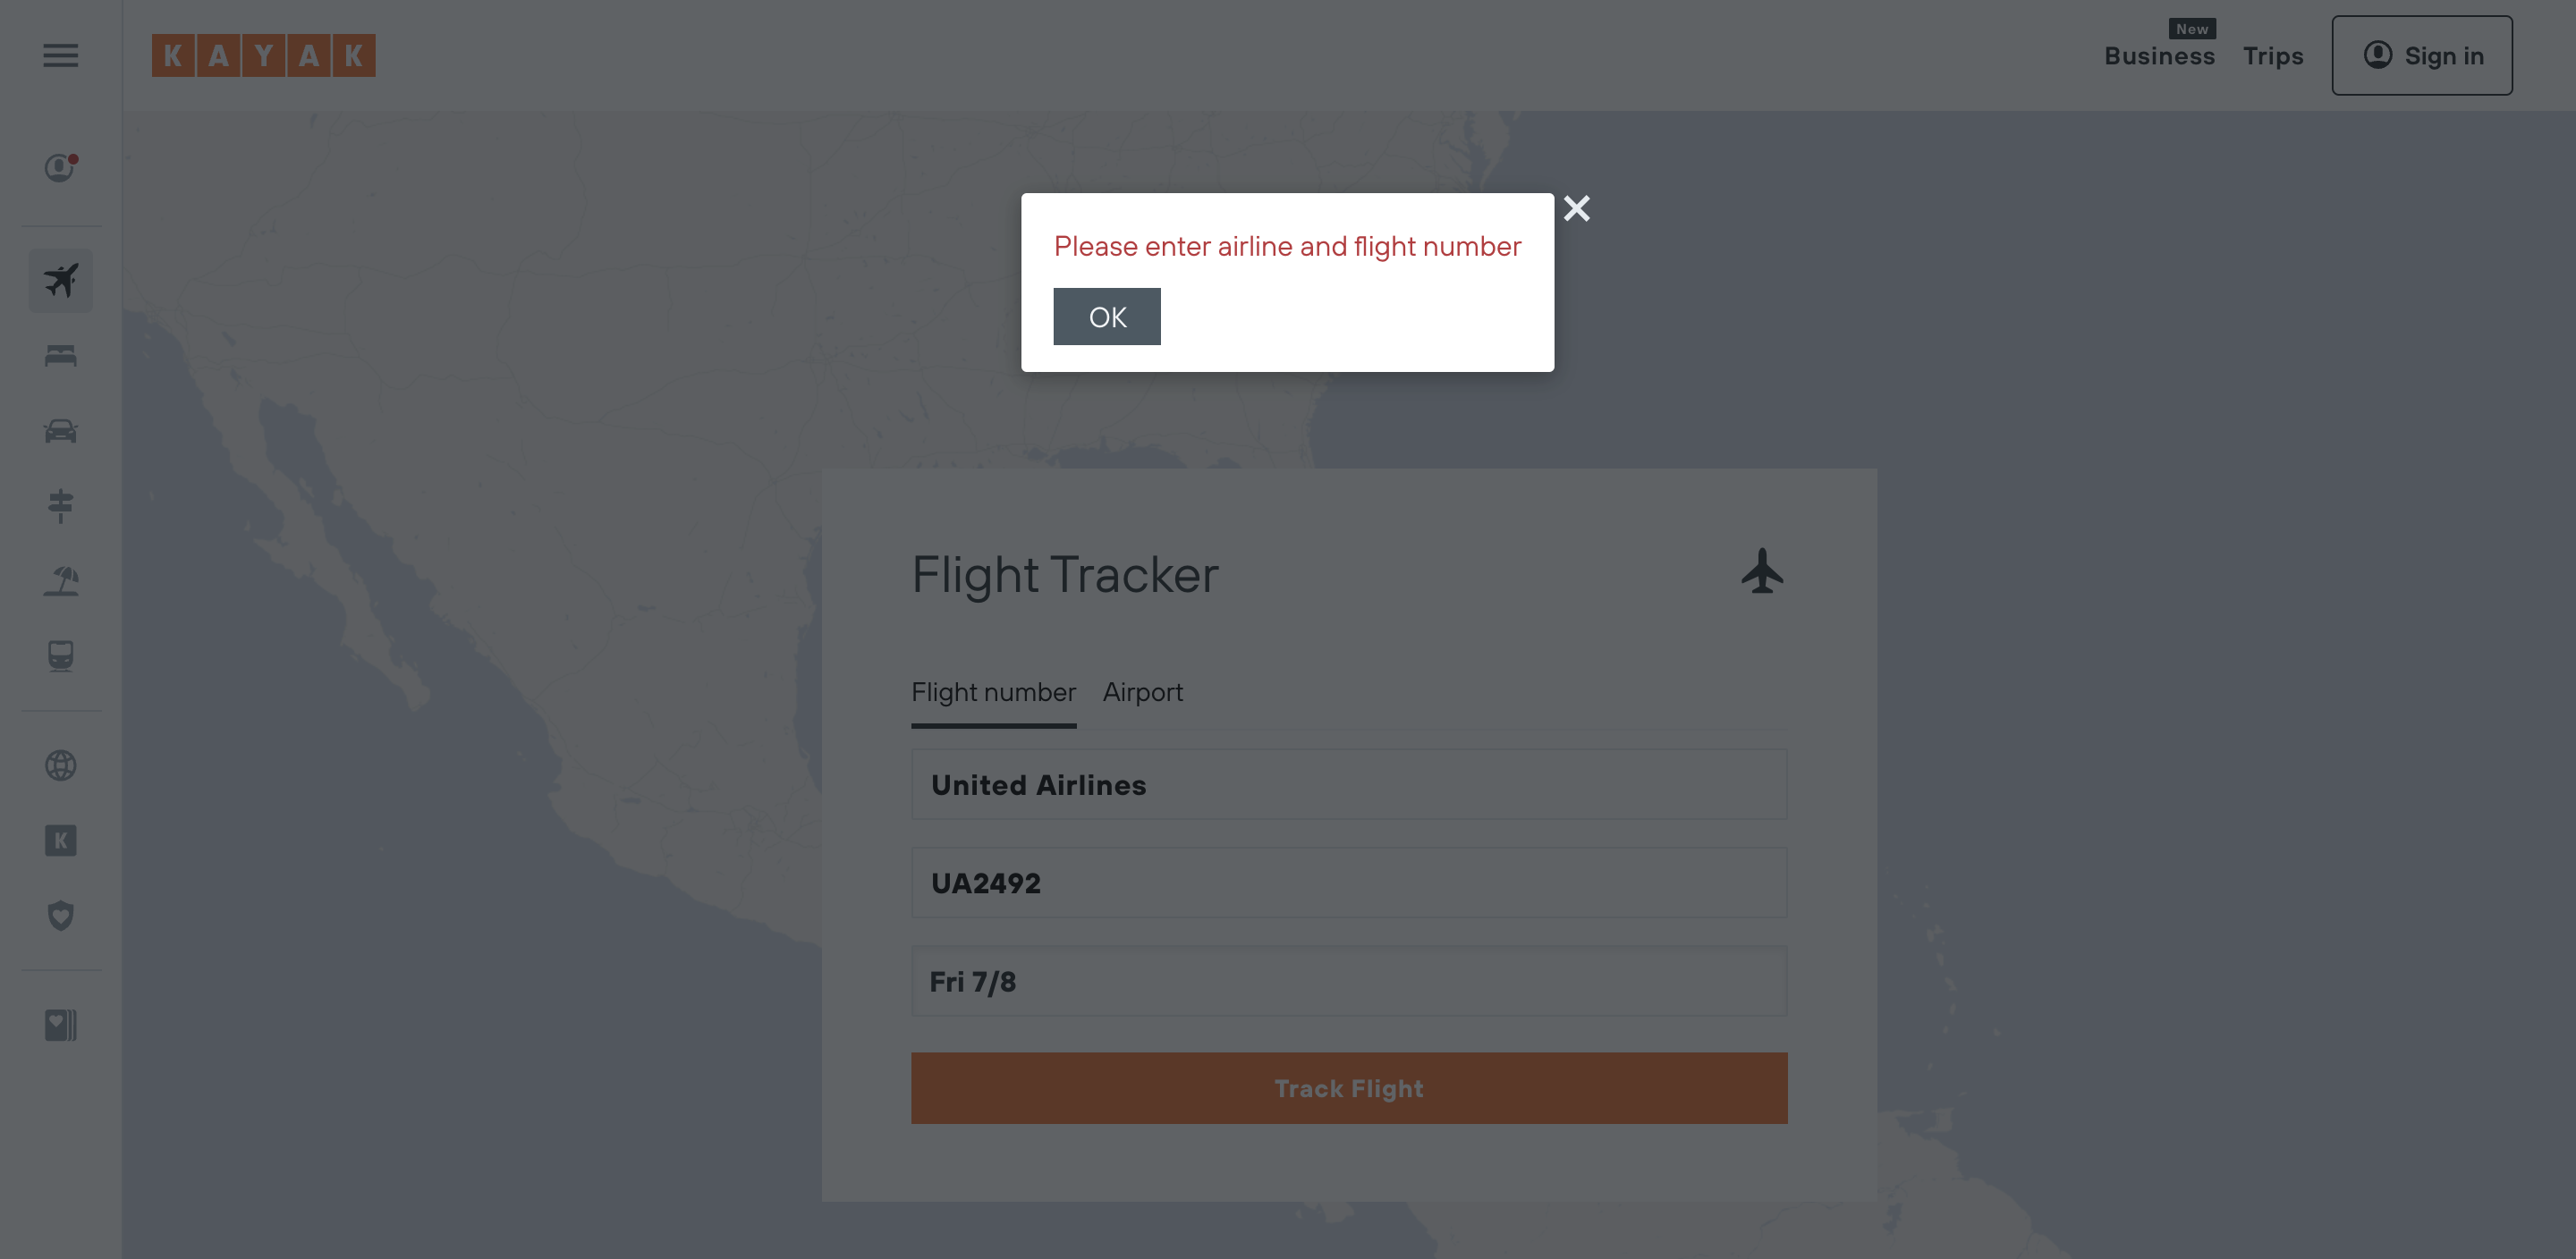 KAYAK
New
Business Trips Sign in
Please enter airline and flight number
OK
Flight Tracker
Flight number Airport
United Airlines
UA2492
Fri 7/8
Track Flight
K